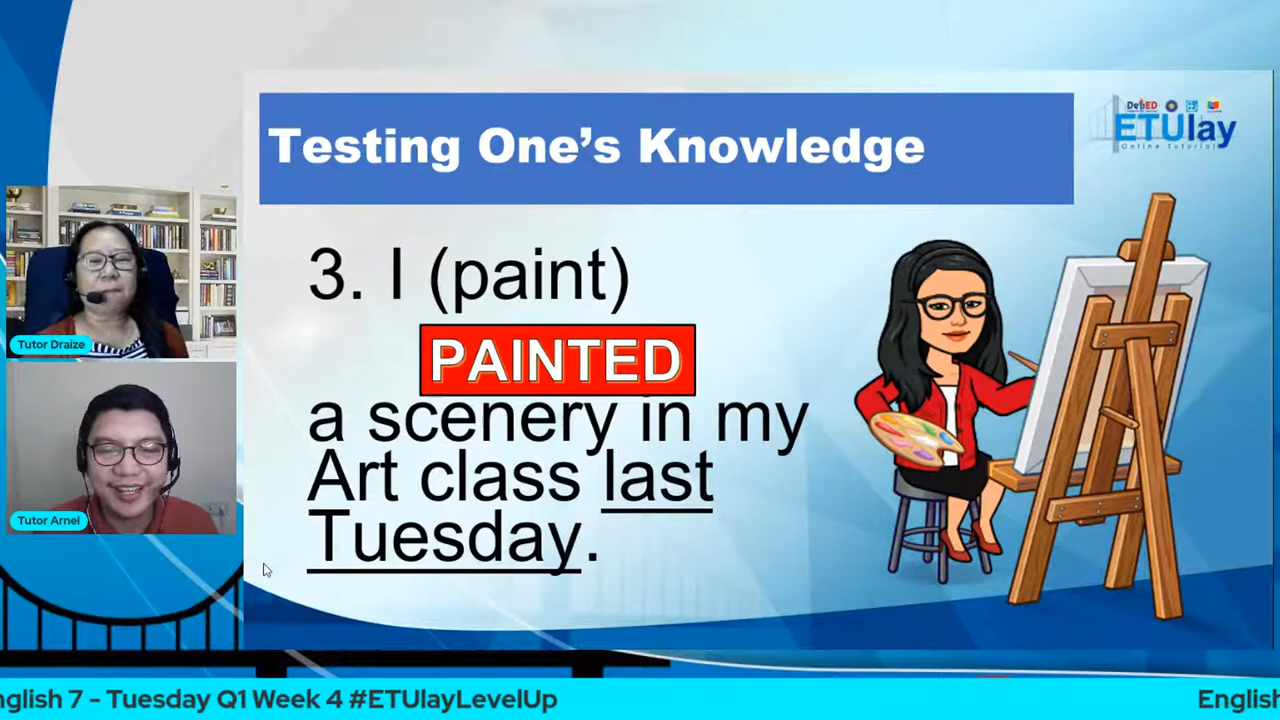 Testing One's Knowledge
DepED
ETUlay
Online Tutorial
3. I (paint)
PAINTED
a scenery in my
Art class last
Tuesday.
Tutor Draize
Tutor Arnel
nglish 7 - Tuesday Q1 Week 4 #ETUlayLevelUp
English